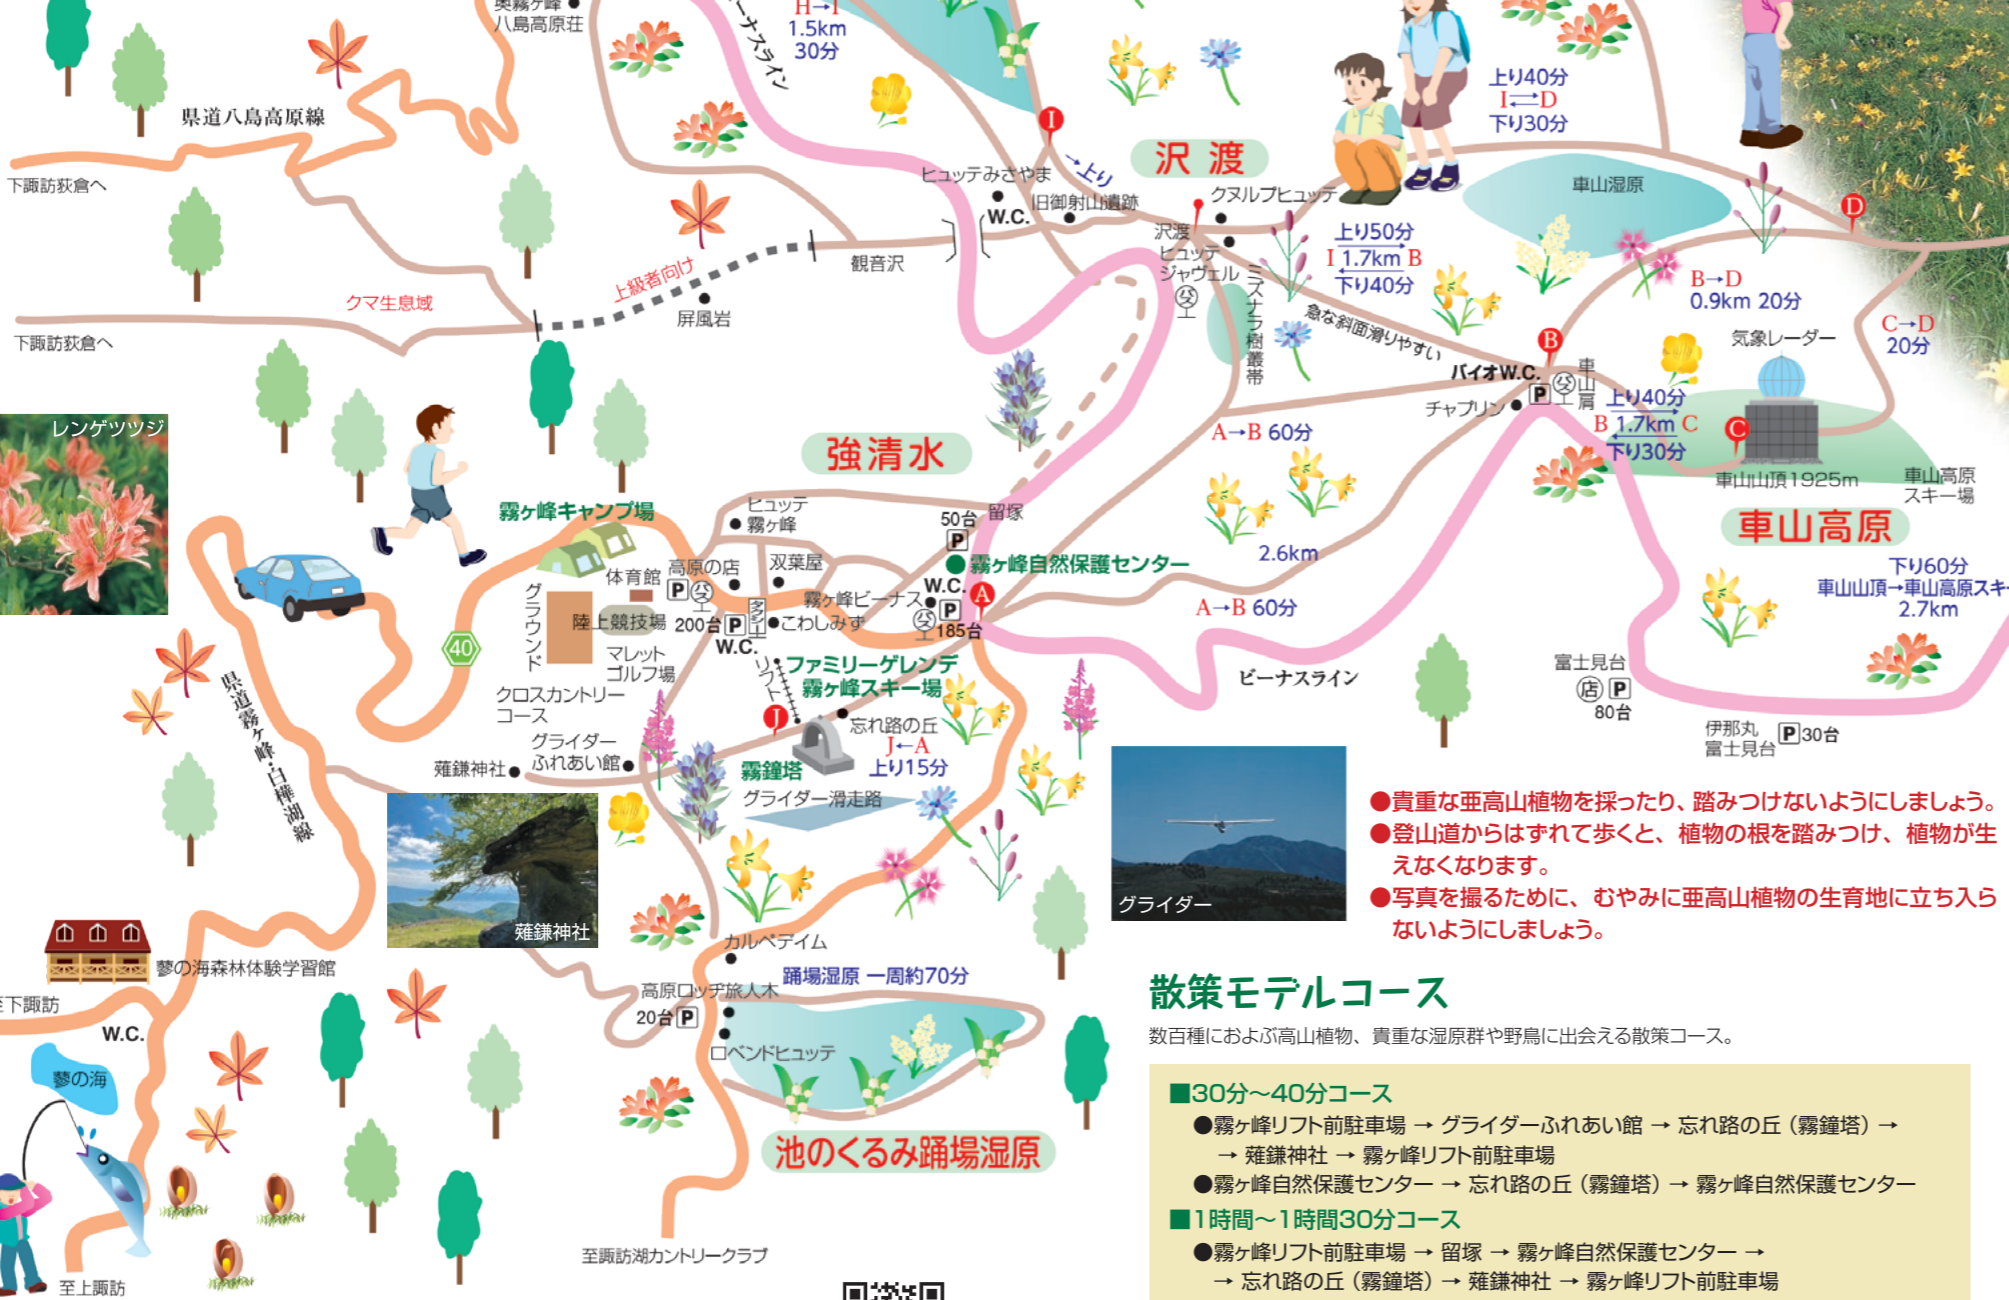 奥霧ヶ峰
八島高原荘
H→I
1.5km
30分
ビーナスライン
県道八島高原線
下諏訪荻倉へ
クマ生息域
下諏訪荻倉へ
上級者向け
屏風岩
観音沢
ヒュッテみさやま
W.C.
旧御射山遺跡
I
→上り
沢渡
クヌルプヒュッテ
沢渡
ヒュッテ
ジャヴェル
バス
ミズナラ樹叢帯
急な斜面滑りやすい
上り40分
I⇄D
下り30分
上り50分
I 1.7km B
下り40分
車山湿原
D
B→D
0.9km 20分
C→D
20分
気象レーダー
B
バイオW.C.
P
バス
車山肩
チャプリン
上り40分
B 1.7km C
下り30分
C
車山山頂1925m
車山高原
スキー場
車山高原
下り60分
車山山頂→車山高原スキー
2.7km
A→B 60分
2.6km
A→B 60分
ビーナスライン
富士見台
店 P
80台
伊那丸
富士見台
P 30台
レンゲツツジ
強清水
霧ヶ峰キャンプ場
ヒュッテ
霧ヶ峰
留塚
50台
P
霧ヶ峰自然保護センター
W.C.
A
P
バス
185台
体育館
高原の店
双葉屋
P
バス
霧ヶ峰ビーナス
グラウンド
陸上競技場
200台 P
タクシー
こわしみず
W.C.
マレット
ゴルフ場
リフト
ファミリーゲレンデ
霧ヶ峰スキー場
クロスカントリー
コース
40
県道霧ヶ峰・白樺湖線
J
忘れ路の丘
J←A
上り15分
グライダー
ふれあい館
薙鎌神社
霧鐘塔
グライダー滑走路
薙鎌神社
グライダー
●貴重な亜高山植物を採ったり、踏みつけないようにしましょう。
●登山道からはずれて歩くと、植物の根を踏みつけ、植物が生
えなくなります。
●写真を撮るために、むやみに亜高山植物の生育地に立ち入ら
ないようにしましょう。
蓼の海森林体験学習館
至下諏訪
W.C.
蓼の海
至上諏訪
カルペディイム
踊場湿原 一周約70分
高原ロッヂ旅人木
20台 P
ロベンドヒュッテ
池のくるみ踊場湿原
至諏訪湖カントリークラブ
散策モデルコース
数百種におよぶ高山植物、貴重な湿原群や野鳥に出会える散策コース。
■30分〜40分コース
●霧ヶ峰リフト前駐車場 → グライダーふれあい館 → 忘れ路の丘（霧鐘塔）→
→ 薙鎌神社 → 霧ヶ峰リフト前駐車場
●霧ヶ峰自然保護センター → 忘れ路の丘（霧鐘塔）→ 霧ヶ峰自然保護センター
■1時間〜1時間30分コース
●霧ヶ峰リフト前駐車場 → 留塚 → 霧ヶ峰自然保護センター →
→ 忘れ路の丘（霧鐘塔）→ 薙鎌神社 → 霧ヶ峰リフト前駐車場